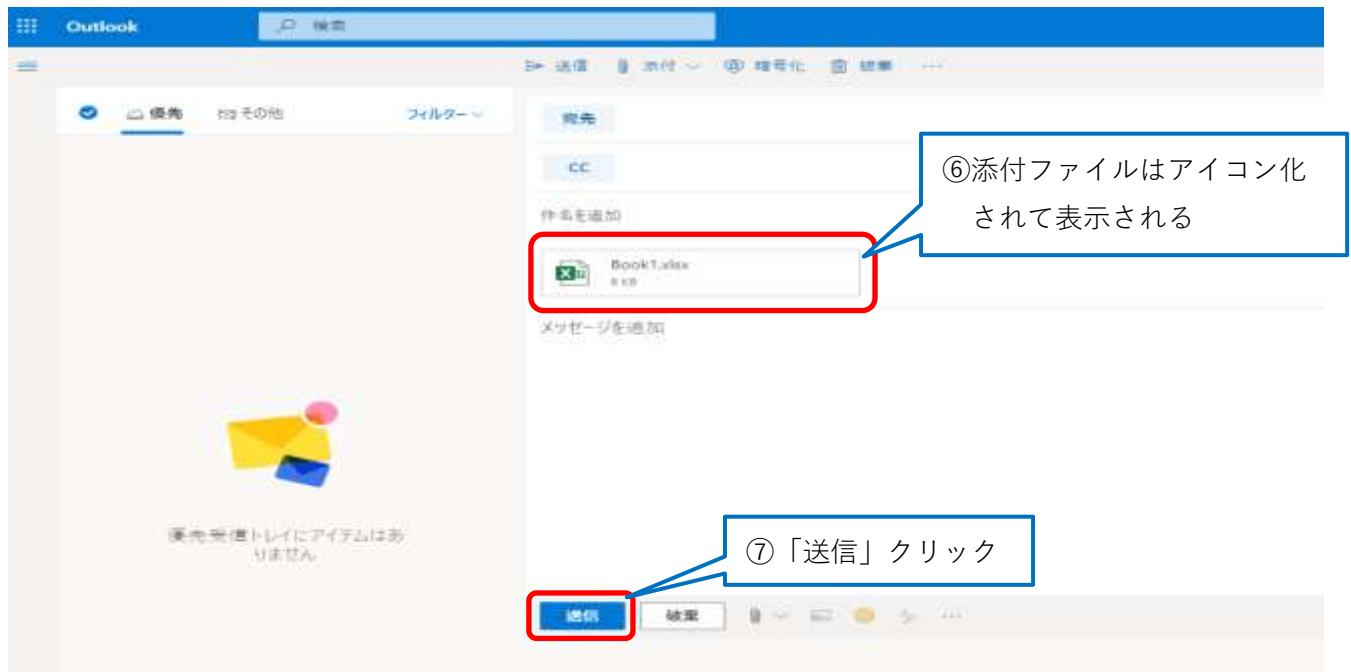 Outlook
検索
送信 添付 暗号化 破棄 ...
優先 その他 フィルター
宛先
CC
⑥添付ファイルはアイコン化
されて表示される
件名を追加
Book1.xlsx
8 KB
メッセージを追加
優先受信トレイにアイテムはあ
りません
⑦「送信」クリック
送信 破棄 ...